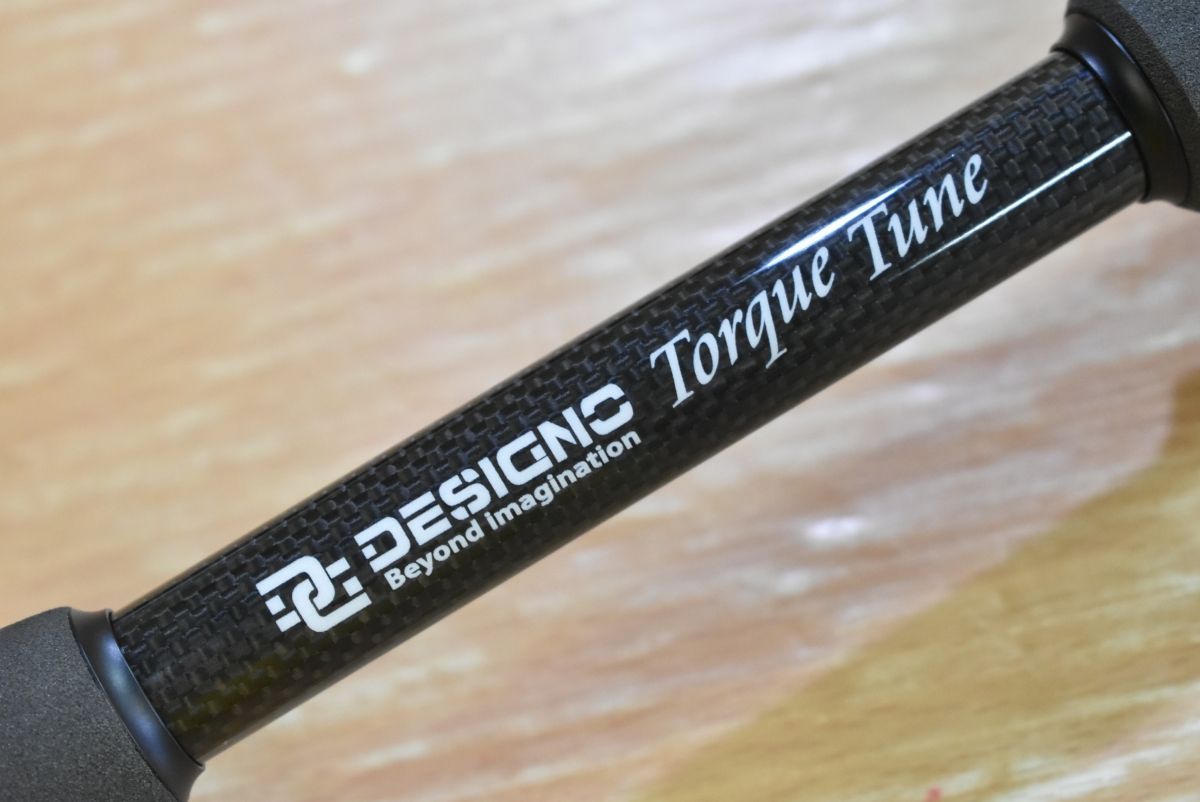 DESIGNO
Beyond imagination
Torque Tune